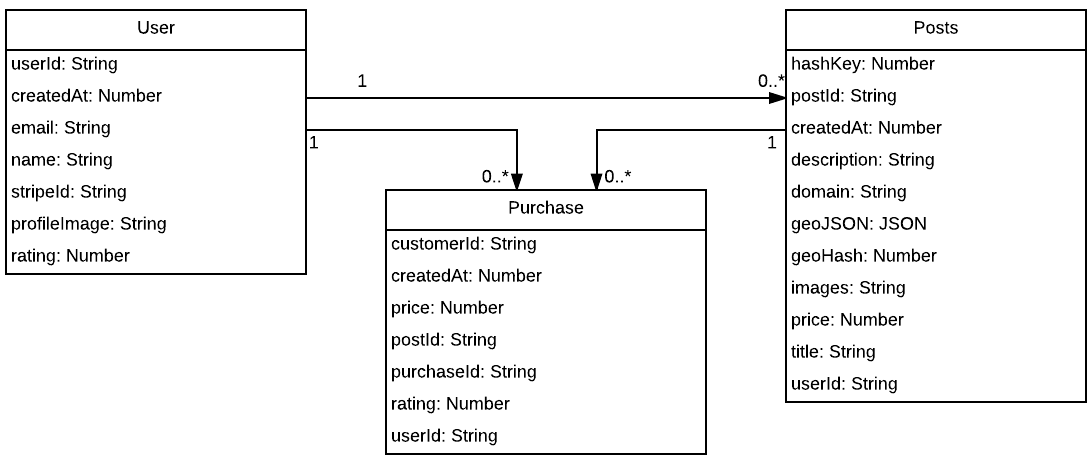 User
userId: String
createdAt: Number
email: String
name: String
stripeId: String
profileImage: String
rating: Number
1
0..*
1
0..*
1
0..*
Posts
hashKey: Number
postId: String
createdAt: Number
description: String
domain: String
geoJSON: JSON
geoHash: Number
images: String
price: Number
title: String
userId: String
Purchase
customerId: String
createdAt: Number
price: Number
postId: String
purchaseId: String
rating: Number
userId: String